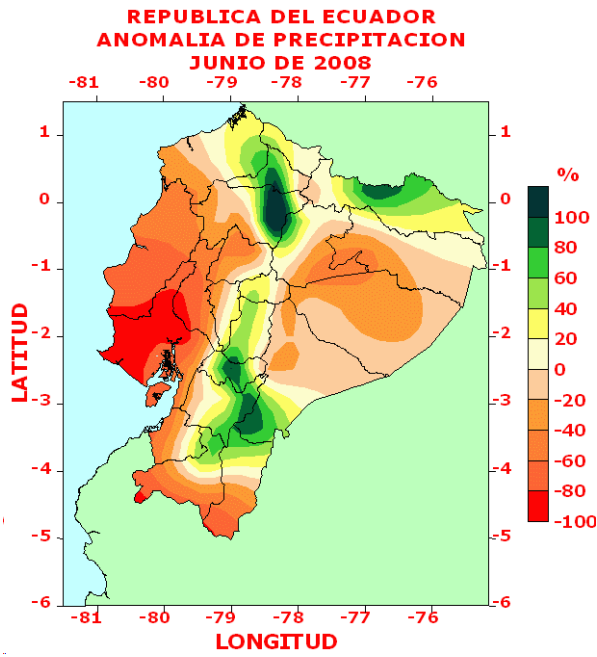 REPUBLICA DEL ECUADOR
ANOMALIA DE PRECIPITACION
JUNIO DE 2008
-81 -80 -79 -78 -77 -76
1 1
0 0
-1 -1
-2 -2
-3 -3
-4 -4
-5 -5
-6 -6
LATITUD
-81 -80 -79 -78 -77 -76
LONGITUD
%
100
80
60
40
20
0
-20
-40
-60
-80
-100